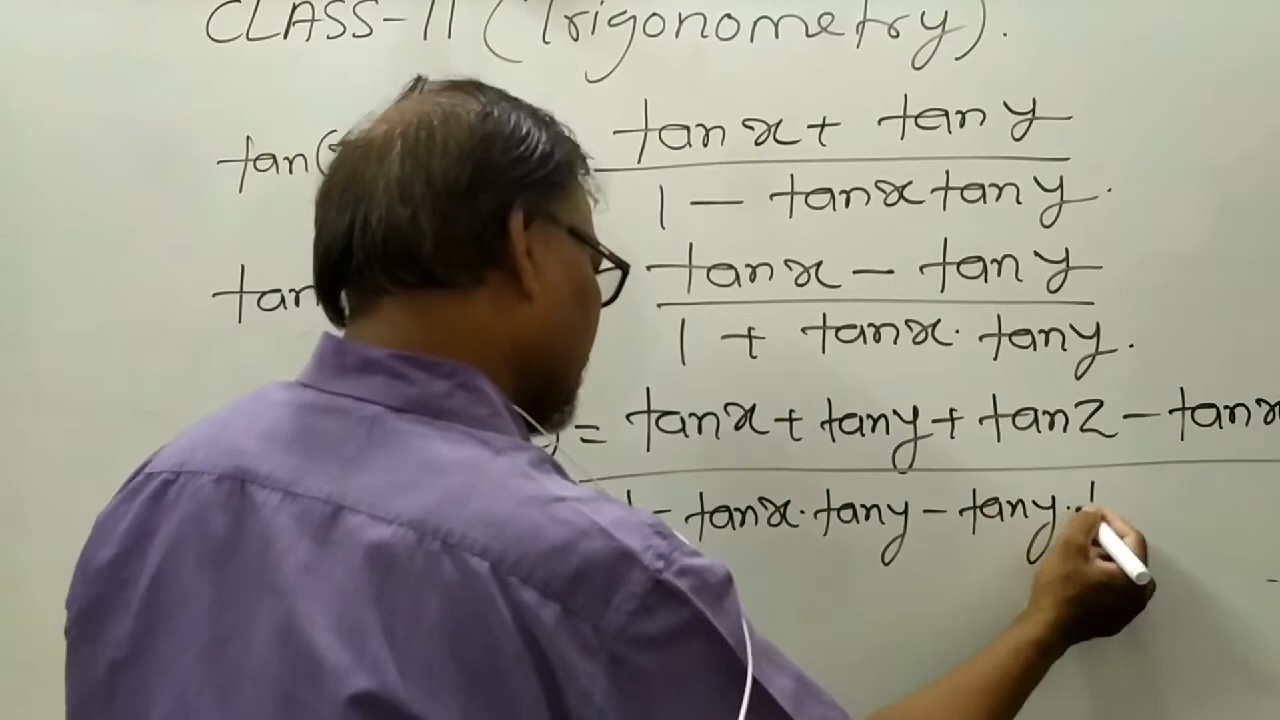 CLASS-11 (Trigonometry).
tan( tanx + tany
1 - tanx tany.
tan tanx - tany
1 + tanx. tany.
= tanx + tany + tanz - tanx
1 - tanx. tany - tany.